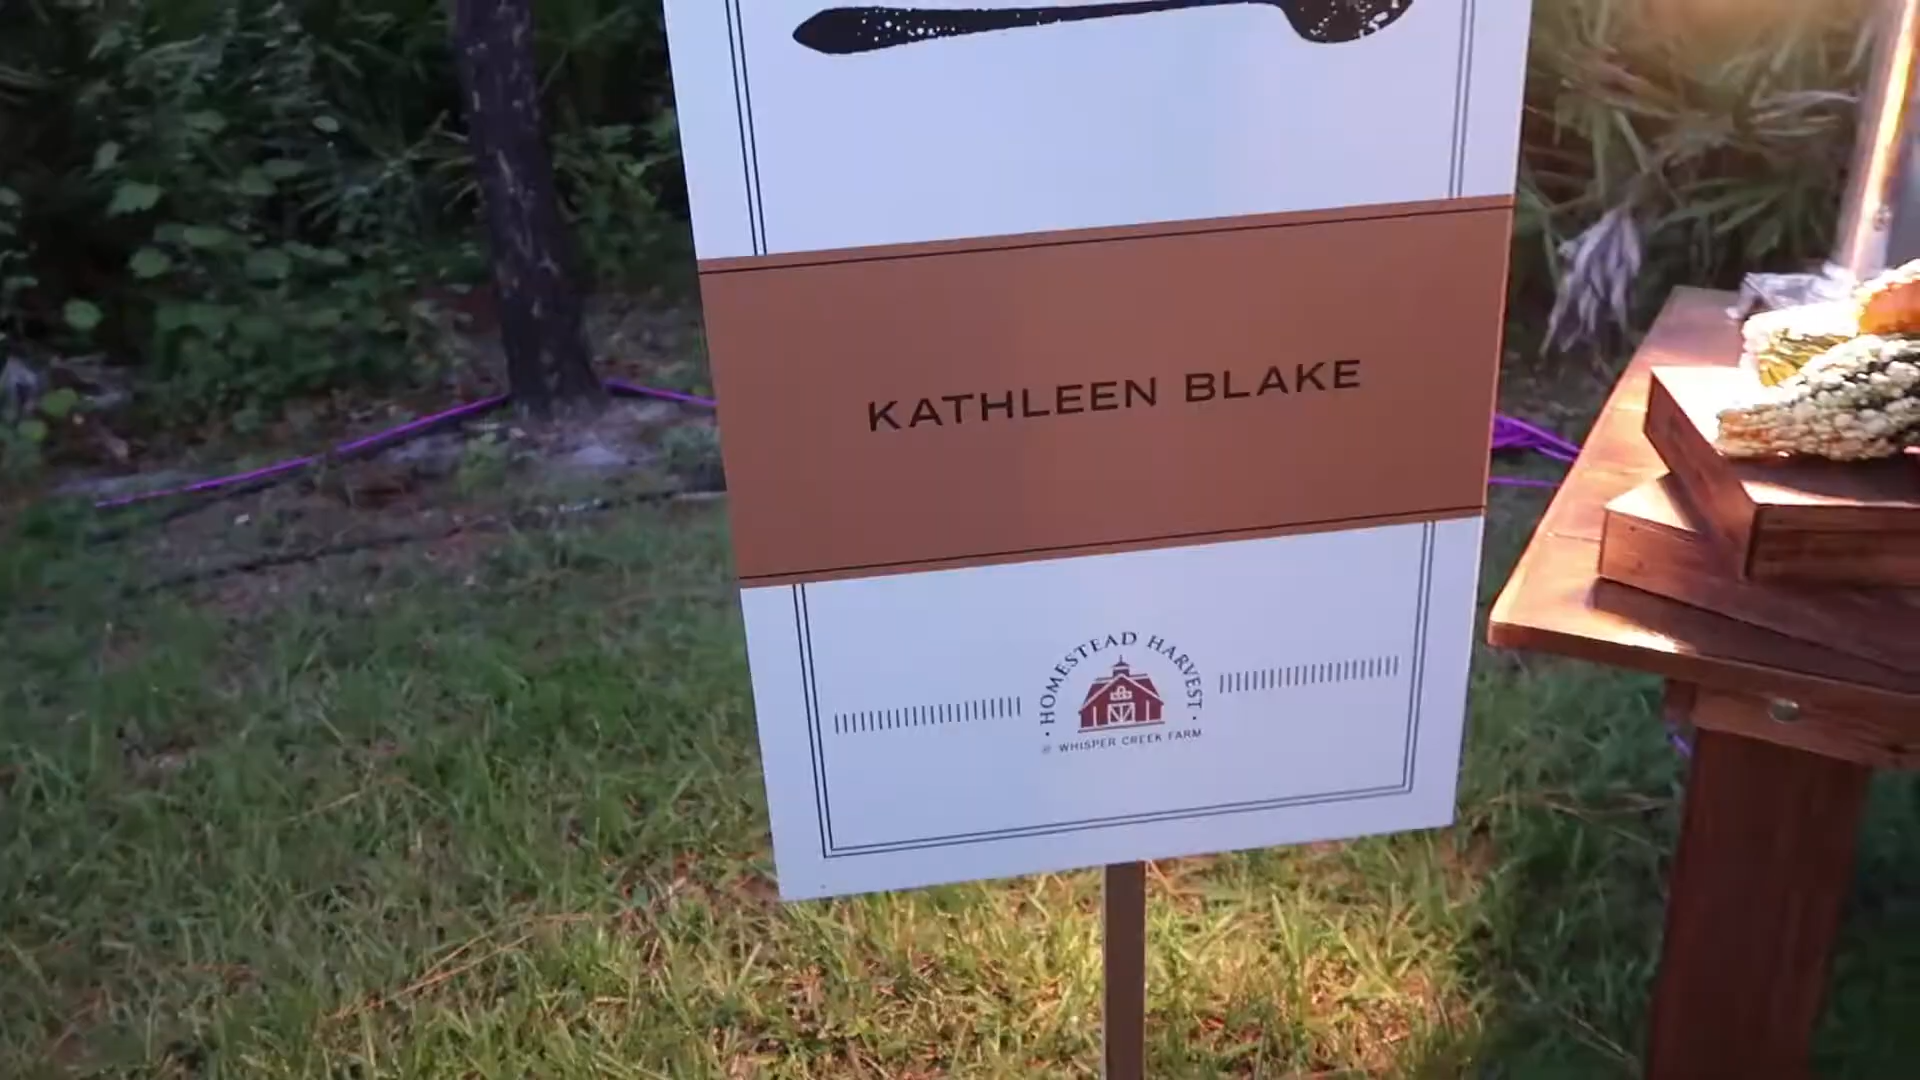 KATHLEEN BLAKE
• HOMESTEAD HARVEST •
@ WHISPER CREEK FARM